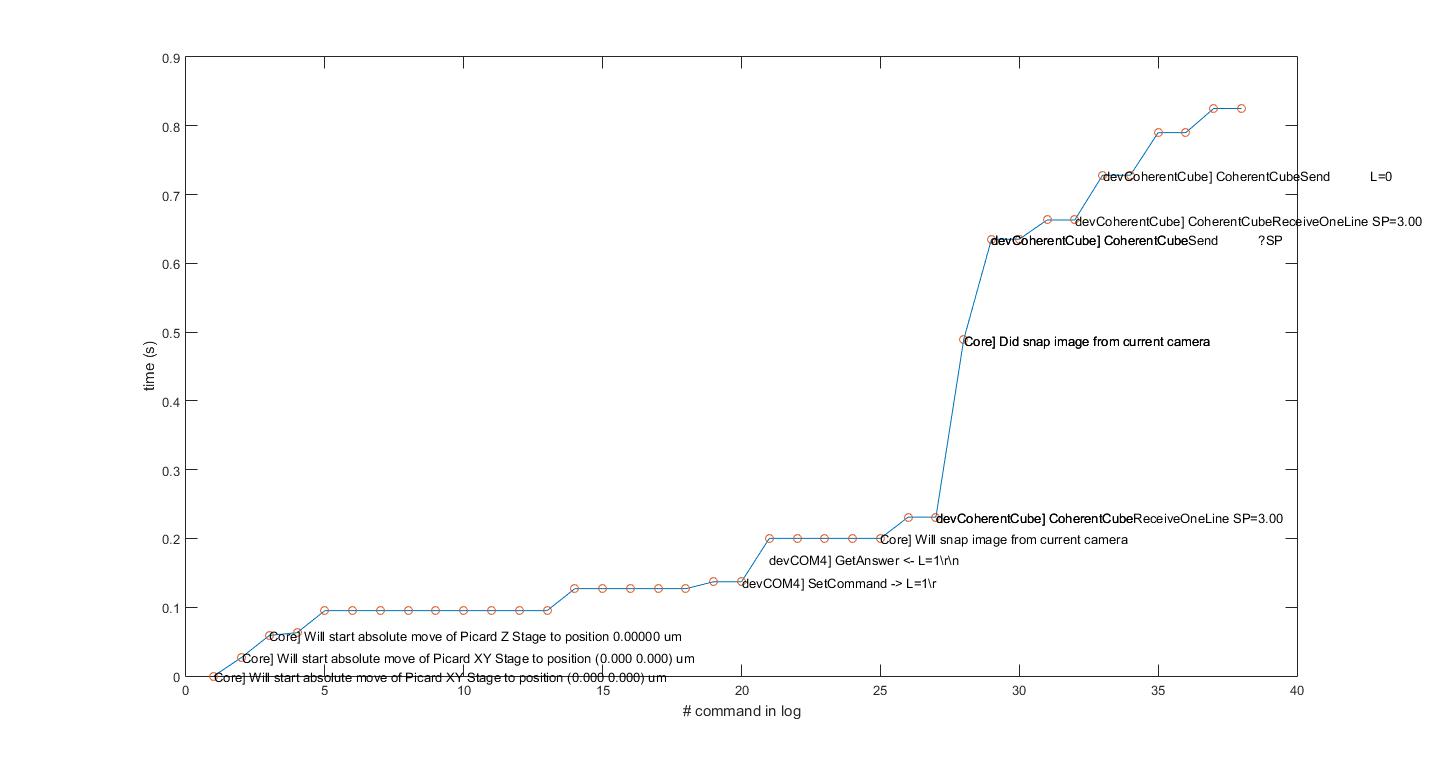 0.9
0.8
devCoherentCube] CoherentCubeSend L=0
0.7
devCoherentCube] CoherentCubeReceiveOneLine SP=3.00
devCoherentCube] CoherentCubeSend ?SP
0.6
0.5
Core] Did snap image from current camera
time (s)
0.4
0.3
devCoherentCube] CoherentCubeReceiveOneLine SP=3.00
0.2
Core] Will snap image from current camera
devCOM4] GetAnswer <- L=1\r\n
devCOM4] SetCommand -> L=1\r
0.1
Core] Will start absolute move of Picard Z Stage to position 0.00000 um
Core] Will start absolute move of Picard XY Stage to position (0.000 0.000) um
0
Core] Will start absolute move of Picard XY Stage to position (0.000 0.000) um
0 5 10 15 20 25 30 35 40
# command in log